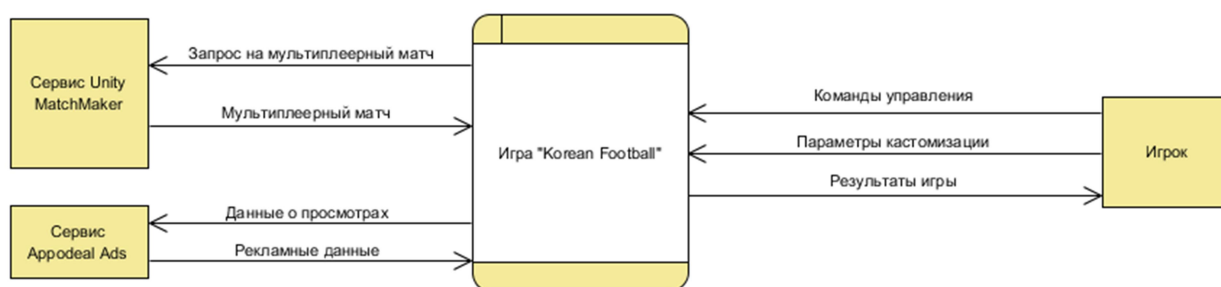 Сервис Unity
MatchMaker
Запрос на мультиплеерный матч
Мультиплеерный матч
Сервис
Appodeal Ads
Данные о просмотрах
Рекламные данные
Игра "Korean Football"
Команды управления
Параметры кастомизации
Результаты игры
Игрок